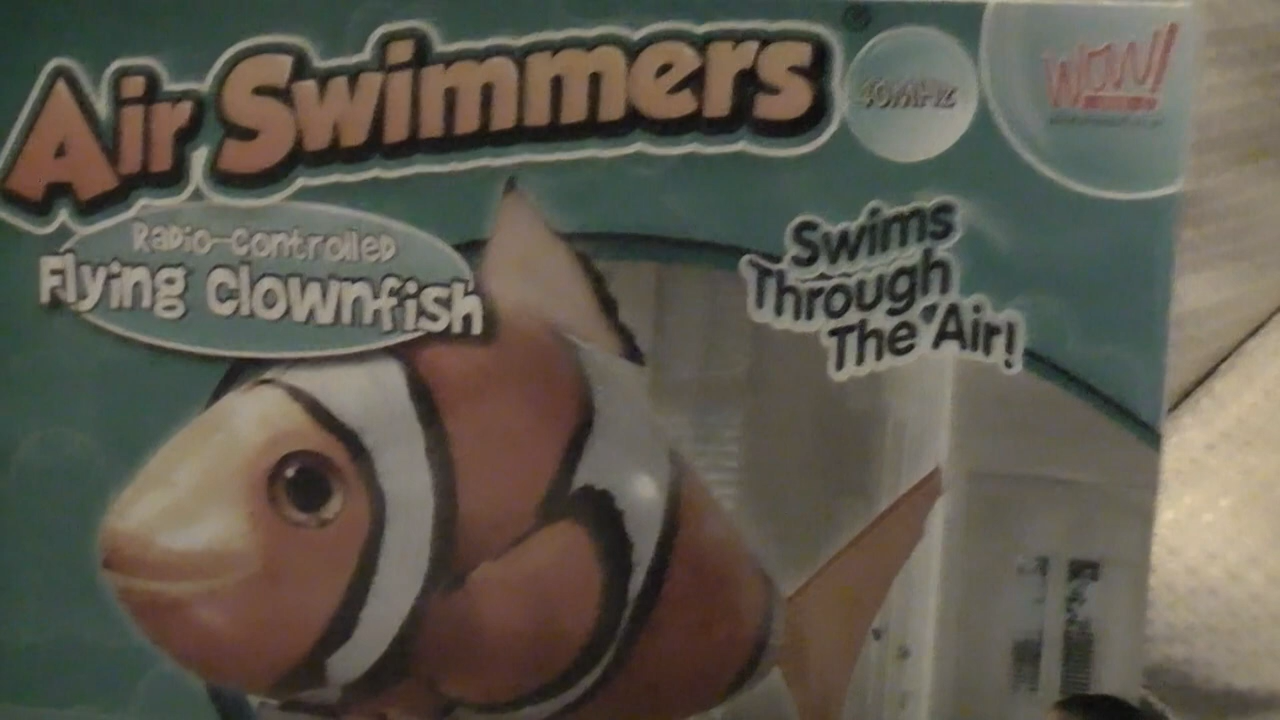 Air Swimmers®
40MHz
WOW!
Radio-Controlled
Flying Clownfish
Swims
Through
The Air!